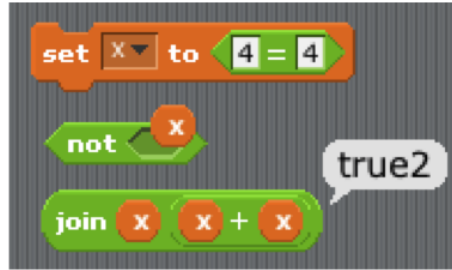 set x to 4 = 4
not x
true2
join x x + x